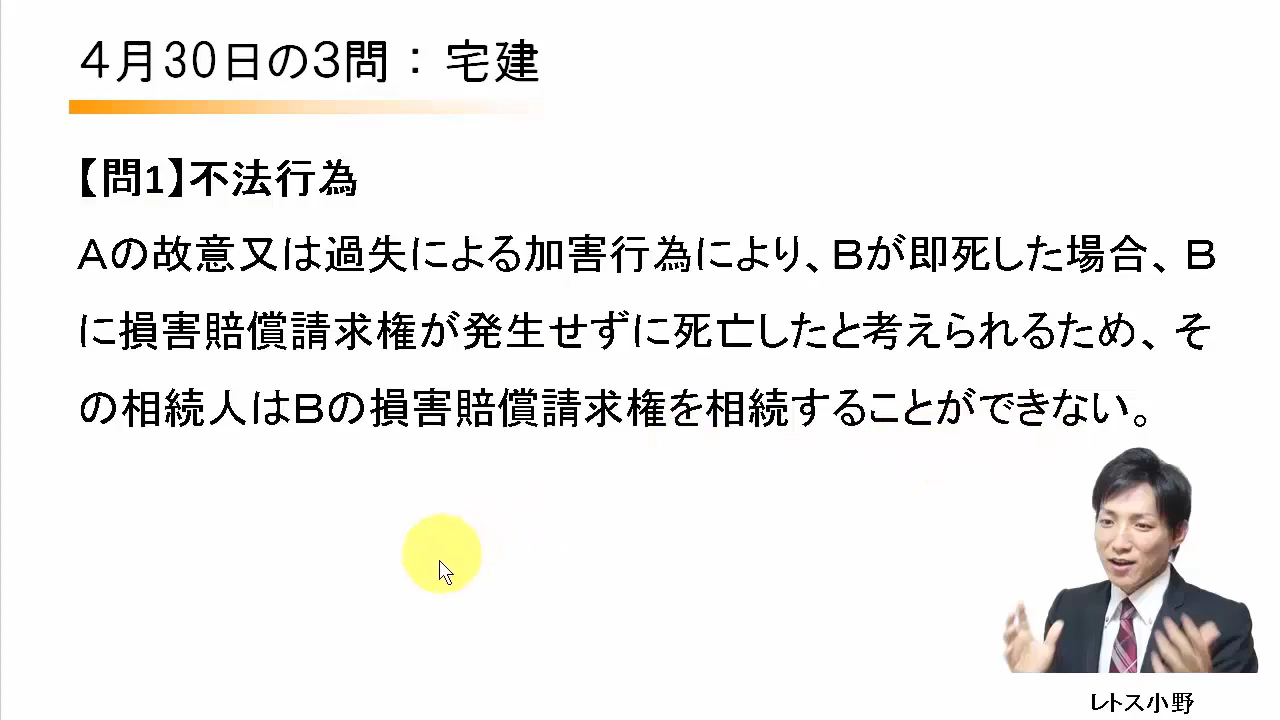 ４月30日の３問：宅建
【問1】不法行為
Ａの故意又は過失による加害行為により、Ｂが即死した場合、Ｂ
に損害賠償請求権が発生せずに死亡したと考えられるため、そ
の相続人はＢの損害賠償請求権を相続することができない。
レトス小野